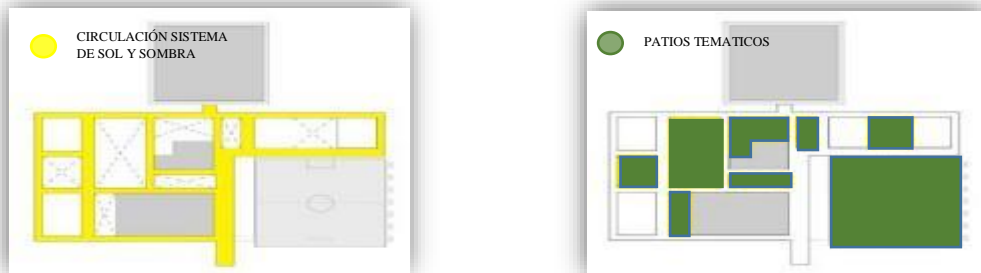 CIRCULACIÓN SISTEMA
DE SOL Y SOMBRA
PATIOS TEMATICOS